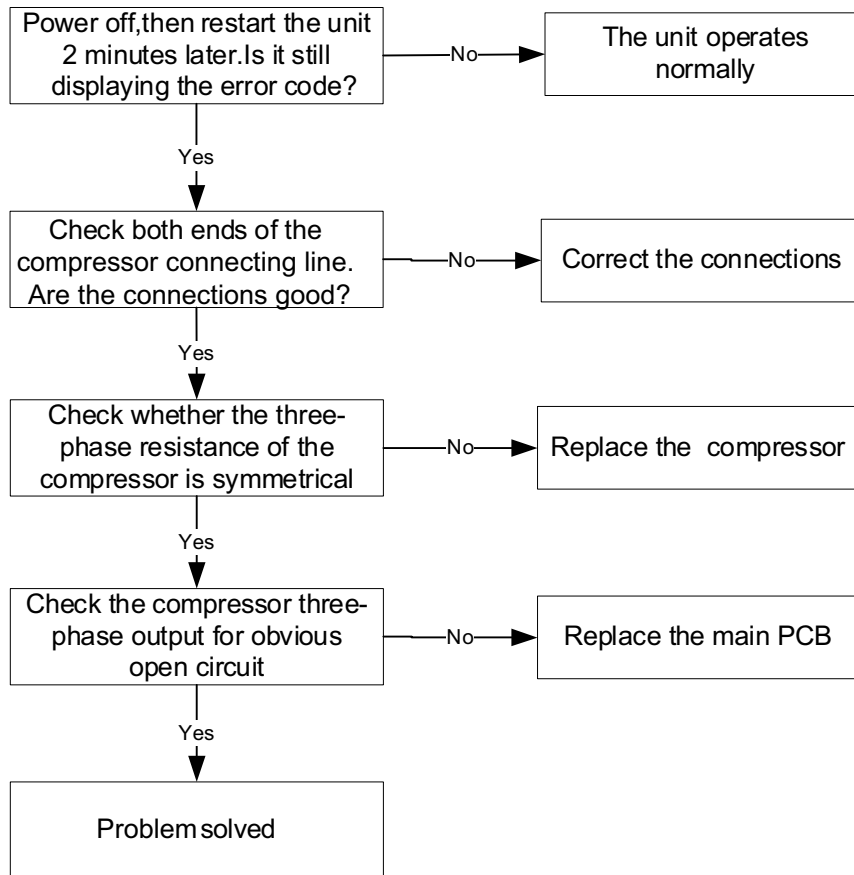 Power off,then restart the unit
2 minutes later.Is it still
displaying the error code?
No
The unit operates
normally
Yes
Check both ends of the
compressor connecting line.
Are the connections good?
No
Correct the connections
Yes
Check whether the three-
phase resistance of the
compressor is symmetrical
No
Replace the compressor
Yes
Check the compressor three-
phase output for obvious
open circuit
No
Replace the main PCB
Yes
Problem solved